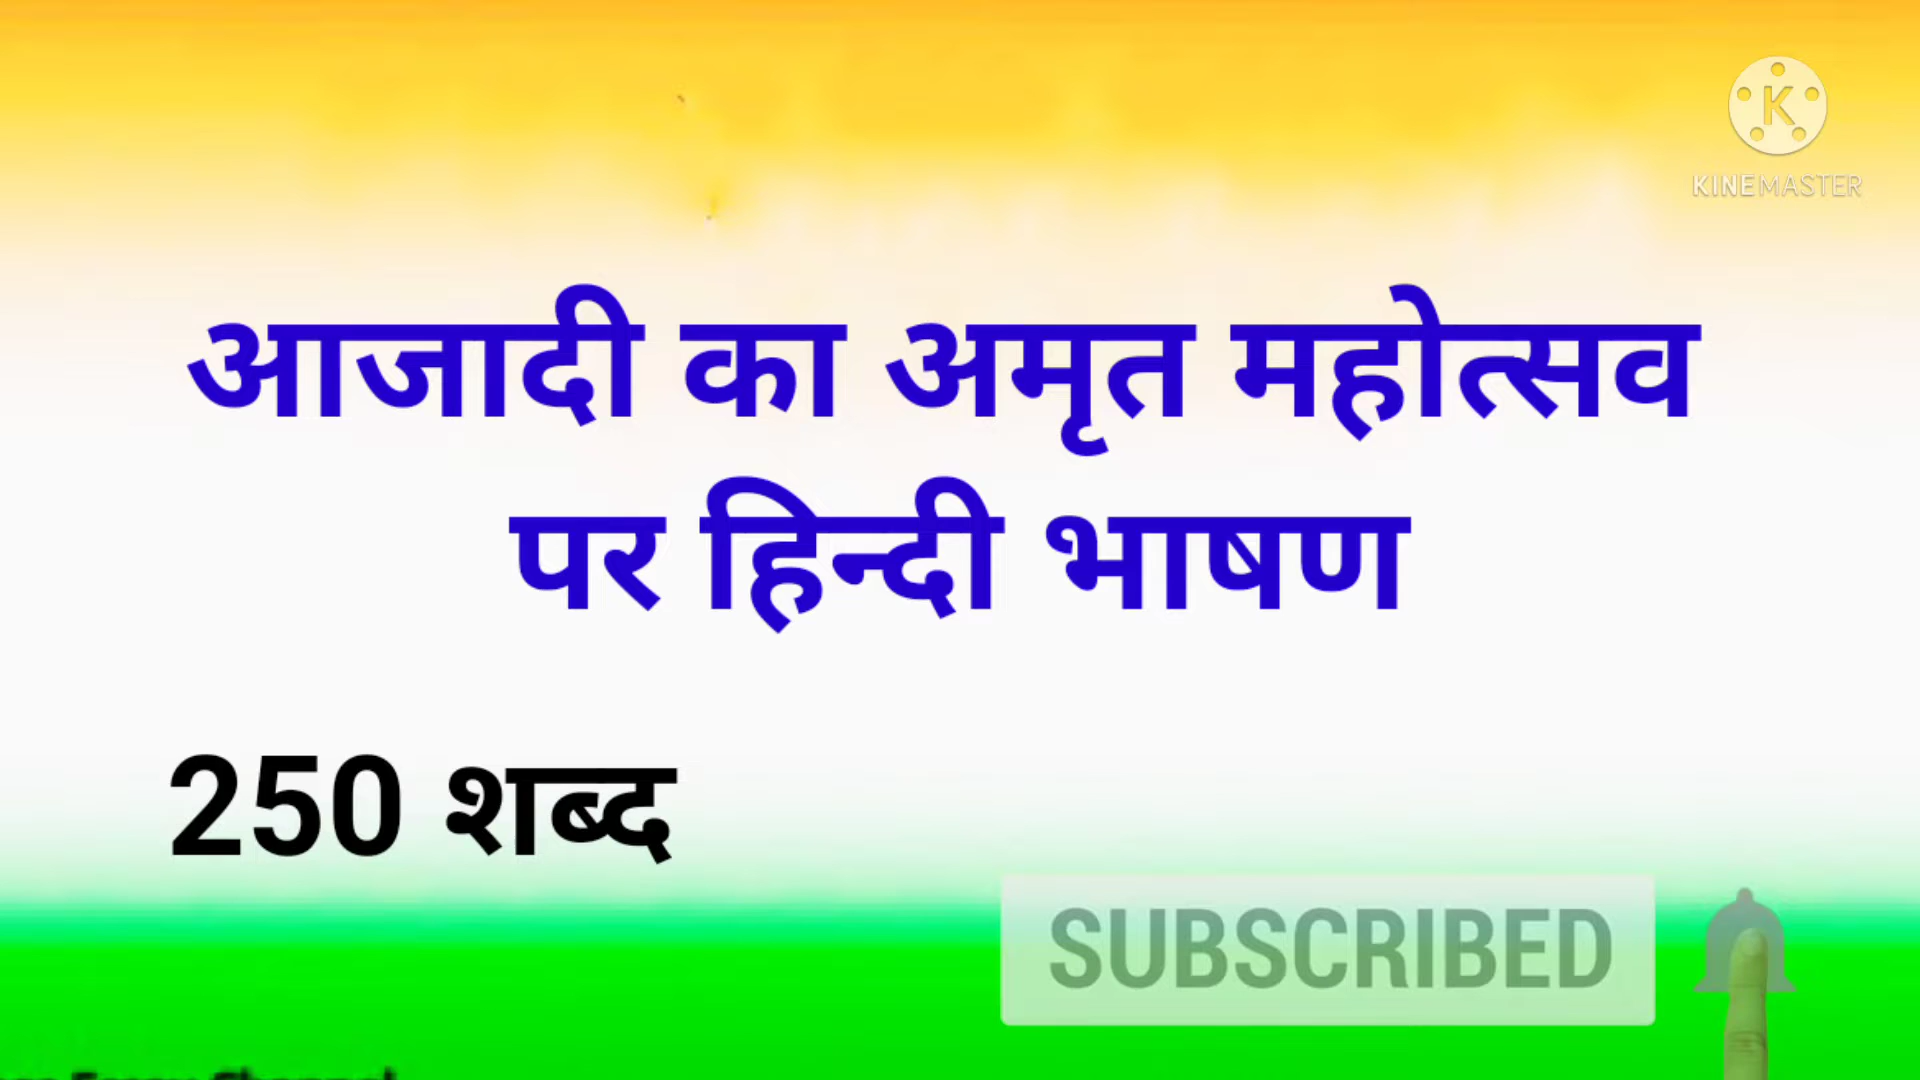 KINEMASTER
आजादी का अमृत महोत्सव
पर हिन्दी भाषण
250 शब्द
SUBSCRIBED